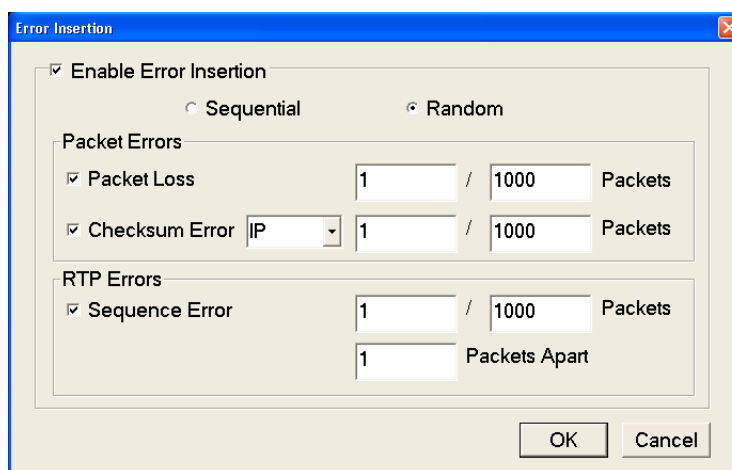 Error Insertion
Enable Error Insertion
Sequential Random
Packet Errors
Packet Loss 1 / 1000 Packets
Checksum Error IP 1 / 1000 Packets
RTP Errors
Sequence Error 1 / 1000 Packets
1 Packets Apart
OK Cancel